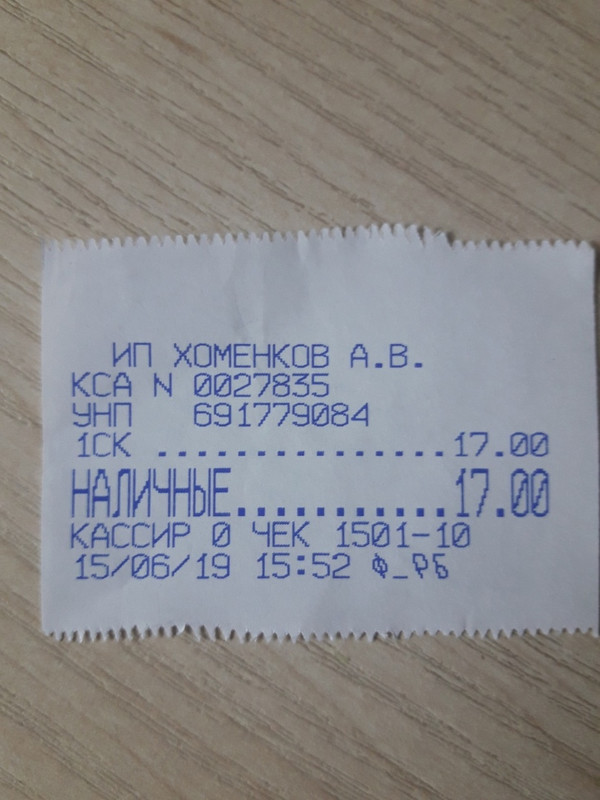 ИП ХОМЕНКОВ А.В.
КСА N 0027835
УНП 691779084
1СК ................17.00
НАЛИЧНЫЕ...........17.00
КАССИР 0 ЧЕК 1501-10
15/06/19 15:52 Ф_РБ